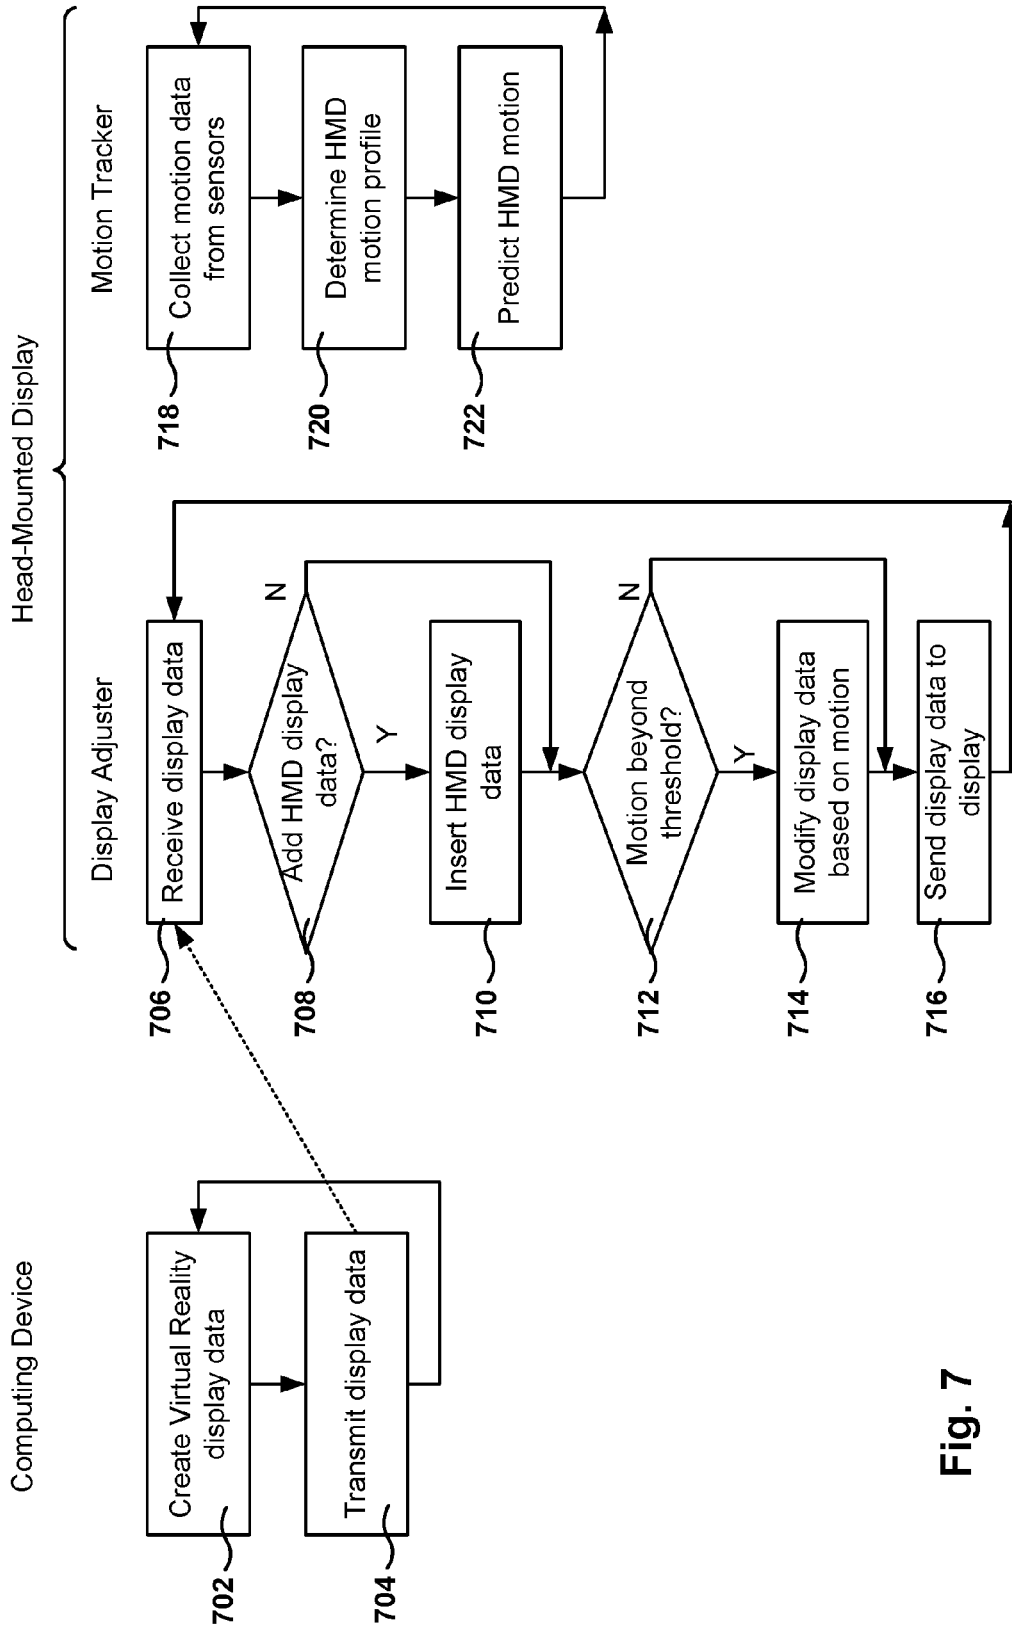 Computing Device
Create Virtual Reality
display data
702
Transmit display data
704
Head-Mounted Display
Display Adjuster
Receive display data
706
Add HMD display
data?
N
Y
708
Insert HMD display
data
710
Motion beyond
threshold?
N
Y
712
Modify display data
based on motion
714
Send display data to
display
716
Motion Tracker
Collect motion data
from sensors
718
Determine HMD
motion profile
720
Predict HMD motion
722
Fig. 7